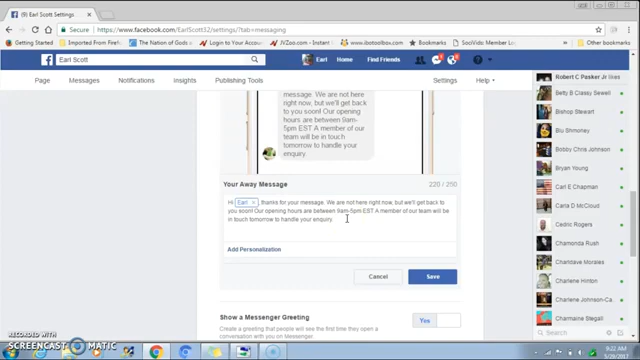 (9) Earl Scott Settings
Secure https://www.facebook.com/EarlScott32/settings/?tab=messaging
Getting Started Imported From Firefox The Nation of Gods JVZoo.com - Instant www.ibotoolbox.com Bookmarks SociVids: Member Log Other bookmarks
Earl Scott Earl Home Find Friends
Page Messages Notifications Insights Publishing Tools Settings Help
Robert C Pasker Jr likes
message. We are not here
right now, but we'll get back
to you soon! Our opening
hours are between 9am-
5pm EST A member of our
team will be in touch
tomorrow to handle your
enquiry.
Your Away Message 220 / 250
Hi Earl × thanks for your message. We are not here right now, but we'll get back to
you soon! Our opening hours are between 9am-5pm EST A member of our team will be
in touch tomorrow to handle your enquiry.
Add Personalization
Cancel Save
Show a Messenger Greeting Yes
Create a greeting that people will see the first time they open a
conversation with you on Messenger.
Betty B Classy Sewell
Bishop Stewart
Blu Shmoney
Bobby Chris Johnson
Bryan Young
Carl E Chapman
Carla D McCloud
Cedric Rogers
Chamonda Rush
Charidave Morales
Charlene Hinton
Charlene Johnson-Ca...
Charmaine Stegall
Search
RECORDED WITH
SCREENCAST MATIC
9:22 AM